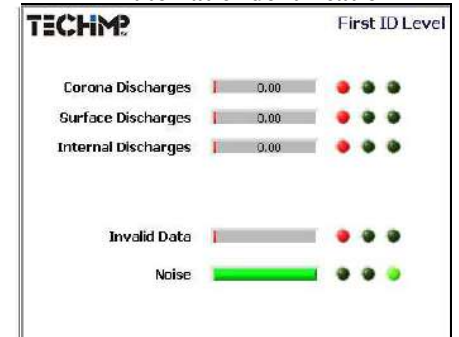 TECHIMP
First ID Level
Corona Discharges 0.00
Surface Discharges 0.00
Internal Discharges 0.00
Invalid Data
Noise